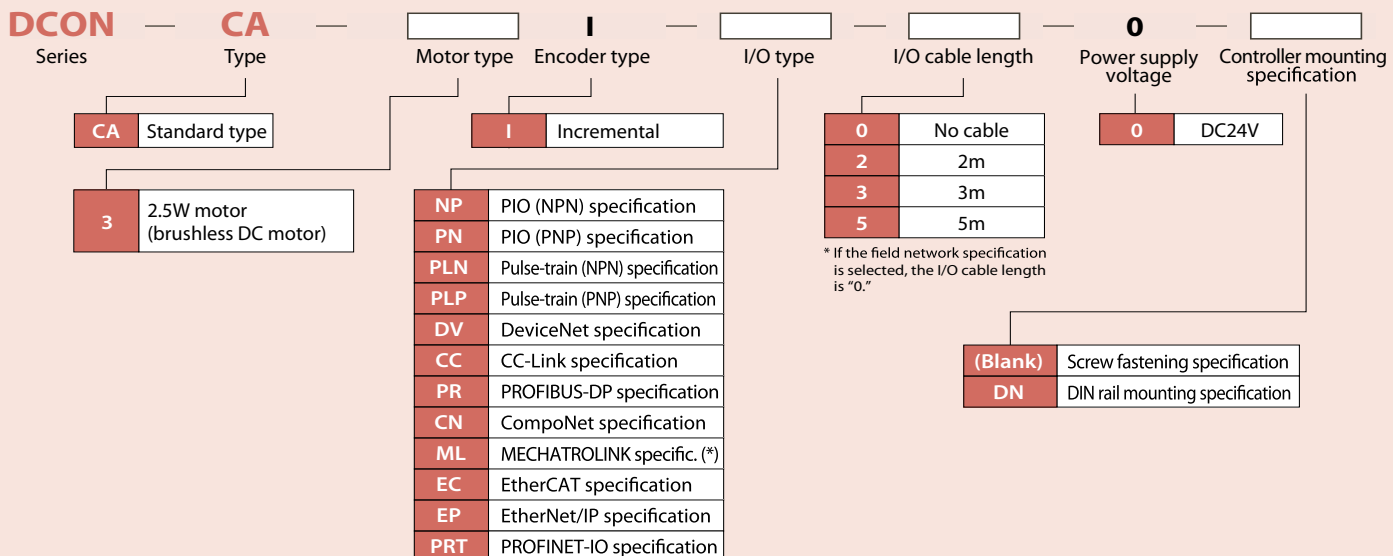 DCON — CA — I — — — 0 —
Series Type Motor type Encoder type I/O type I/O cable length Power supply voltage Controller mounting specification
CA Standard type
I Incremental
0 No cable
2 2m
3 3m
5 5m
* If the field network specification
is selected, the I/O cable length
is “0.”
0 DC24V
3 2.5W motor
(brushless DC motor)
NP PIO (NPN) specification
PN PIO (PNP) specification
PLN Pulse-train (NPN) specification
PLP Pulse-train (PNP) specification
DV DeviceNet specification
CC CC-Link specification
PR PROFIBUS-DP specification
CN CompoNet specification
ML MECHATROLINK specific. (*)
EC EtherCAT specification
EP EtherNet/IP specification
PRT PROFINET-IO specification
(Blank) Screw fastening specification
DN DIN rail mounting specification